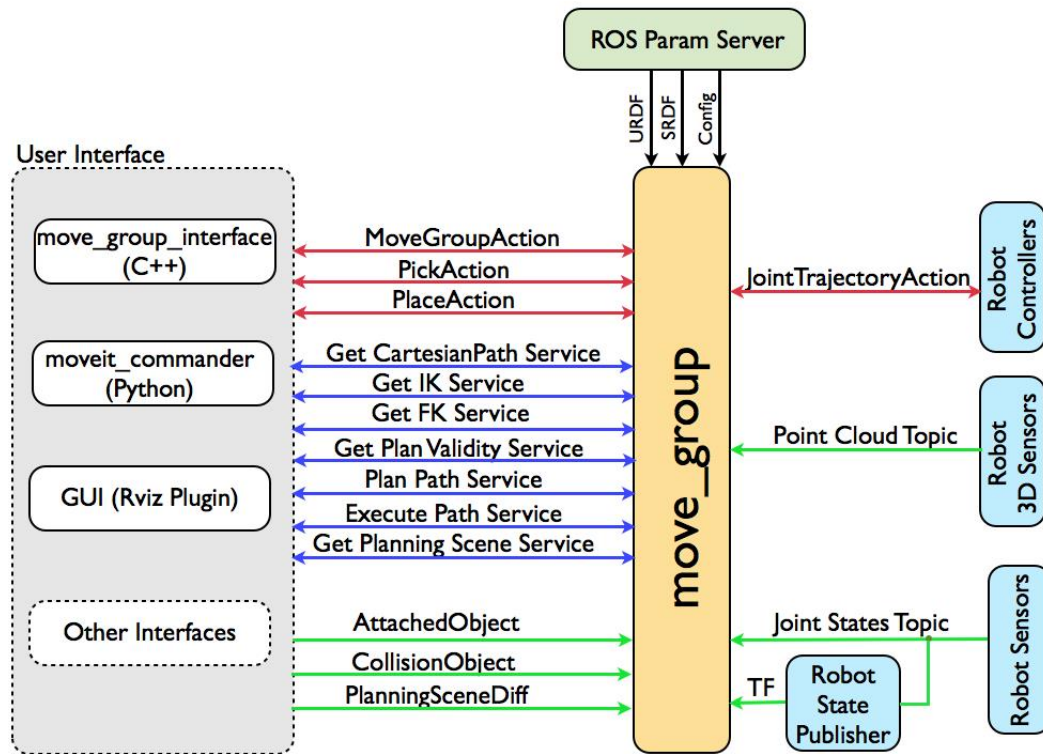 ROS Param Server
URDF
SRDF
Config
User Interface
move_group_interface
(C++)
moveit_commander
(Python)
GUI (Rviz Plugin)
Other Interfaces
MoveGroupAction
PickAction
PlaceAction
Get CartesianPath Service
Get IK Service
Get FK Service
Get Plan Validity Service
Plan Path Service
Execute Path Service
Get Planning Scene Service
AttachedObject
CollisionObject
PlanningSceneDiff
move_group
JointTrajectoryAction
Robot
Controllers
Point Cloud Topic
Robot
3D Sensors
Joint States Topic
Robot Sensors
TF
Robot
State
Publisher